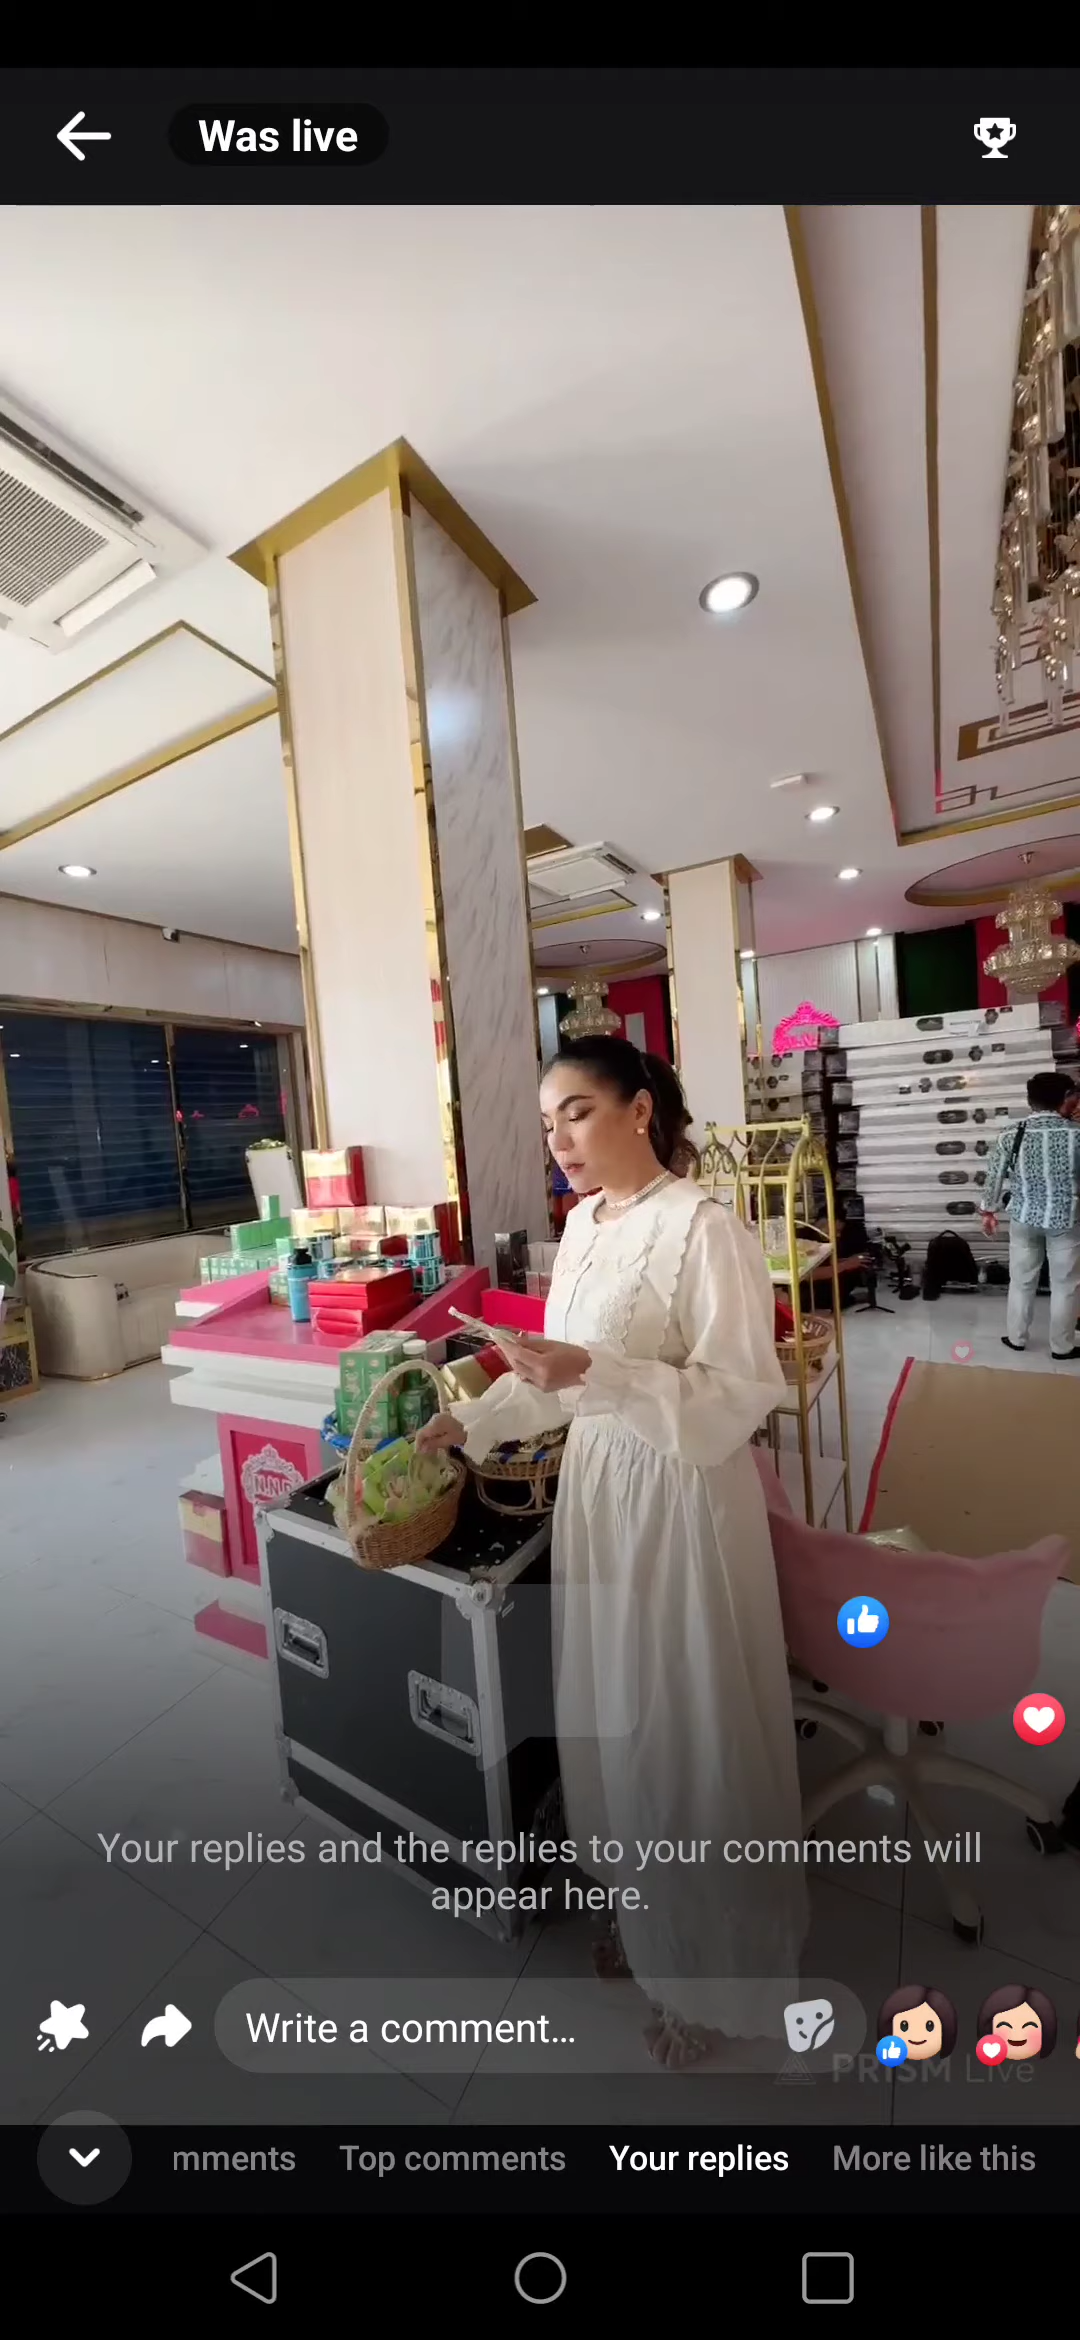 Was live
Your replies and the replies to your comments will
appear here.
Write a comment...
PRISM Live
mments
Top comments
Your replies
More like this